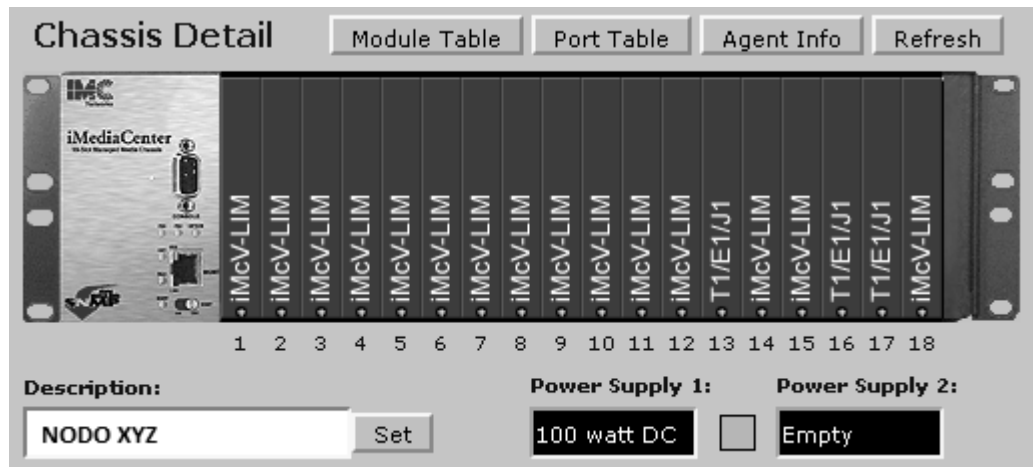 Chassis Detail
Module Table
Port Table
Agent Info
Refresh
IMC
iMediaCenter
CONSOLE
iMcV-LIM
iMcV-LIM
iMcV-LIM
iMcV-LIM
iMcV-LIM
iMcV-LIM
iMcV-LIM
iMcV-LIM
iMcV-LIM
iMcV-LIM
iMcV-LIM
iMcV-LIM
T1/E1/J1
iMcV-LIM
iMcV-LIM
T1/E1/J1
T1/E1/J1
iMcV-LIM
1 2 3 4 5 6 7 8 9 10 11 12 13 14 15 16 17 18
Description:
NODO XYZ
Set
Power Supply 1:
100 watt DC
Power Supply 2:
Empty